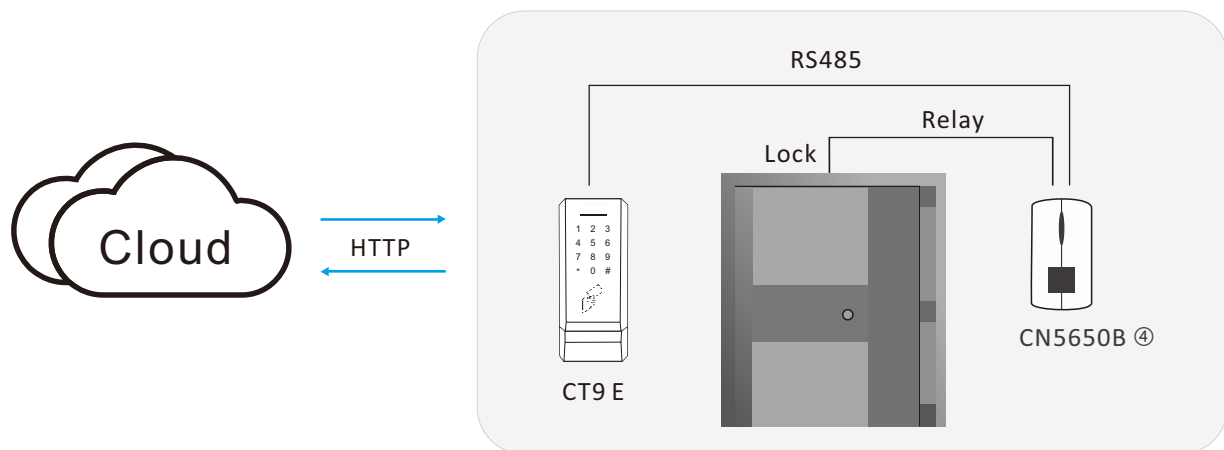 RS485
Relay
Lock
Cloud
HTTP
1 2 3
4 5 6
7 8 9
* 0 #
CN5650B ④
CT9 E